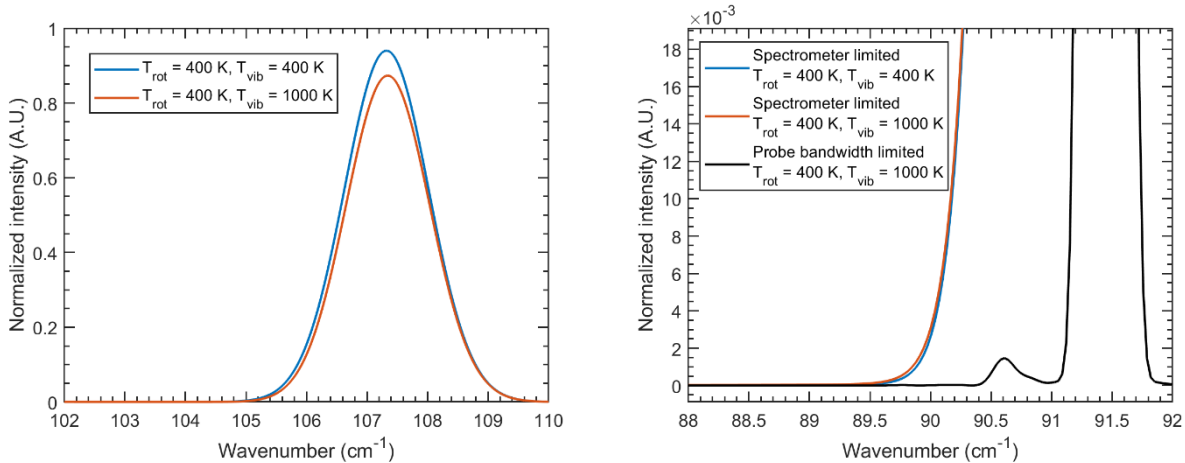 1
0.8
0.6
0.4
0.2
0
Normalized intensity (A.U.)
T_rot = 400 K, T_vib = 400 K
T_rot = 400 K, T_vib = 1000 K
102 103 104 105 106 107 108 109 110
Wavenumber (cm⁻¹)
×10⁻³
18
16
14
12
10
8
6
4
2
0
Normalized intensity (A.U.)
Spectrometer limited
T_rot = 400 K, T_vib = 400 K
Spectrometer limited
T_rot = 400 K, T_vib = 1000 K
Probe bandwidth limited
T_rot = 400 K, T_vib = 1000 K
88 88.5 89 89.5 90 90.5 91 91.5 92
Wavenumber (cm⁻¹)